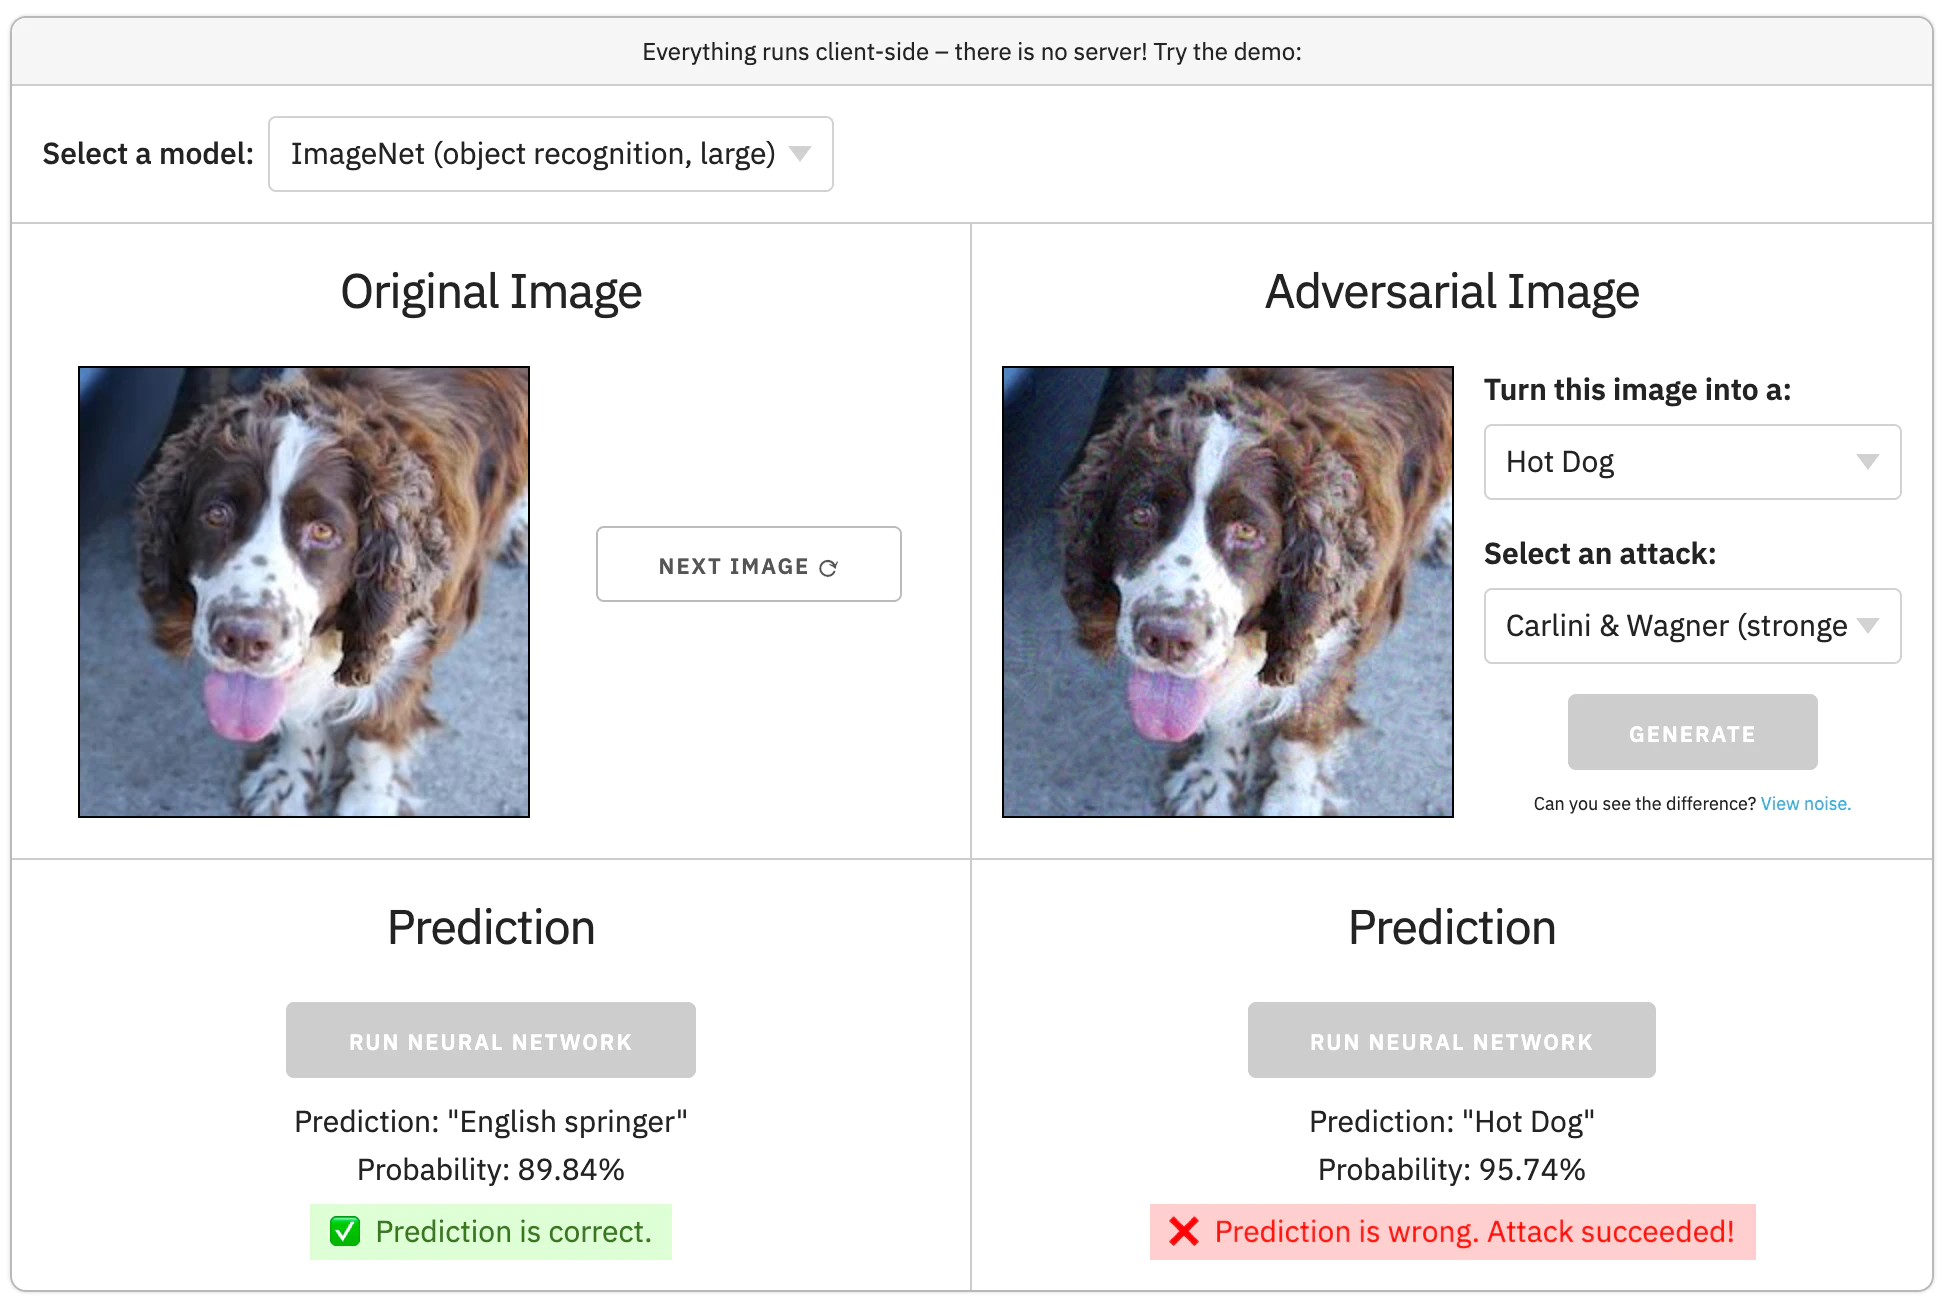 Everything runs client-side – there is no server! Try the demo:
Select a model:
ImageNet (object recognition, large)
Original Image
NEXT IMAGE
Adversarial Image
Turn this image into a:
Hot Dog
Select an attack:
Carlini & Wagner (stronge
GENERATE
Can you see the difference? View noise.
Prediction
RUN NEURAL NETWORK
Prediction: "English springer"
Probability: 89.84%
Prediction is correct.
Prediction
RUN NEURAL NETWORK
Prediction: "Hot Dog"
Probability: 95.74%
Prediction is wrong. Attack succeeded!